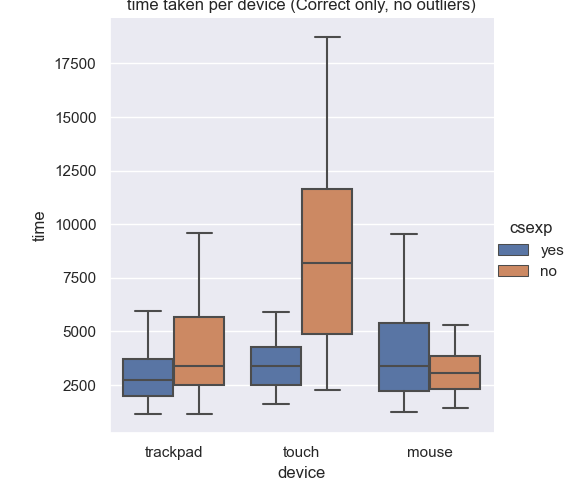 time taken per device (Correct only, no outliers)
17500
15000
12500
10000
7500
5000
2500
time
trackpad
touch
mouse
device
csexp
yes
no